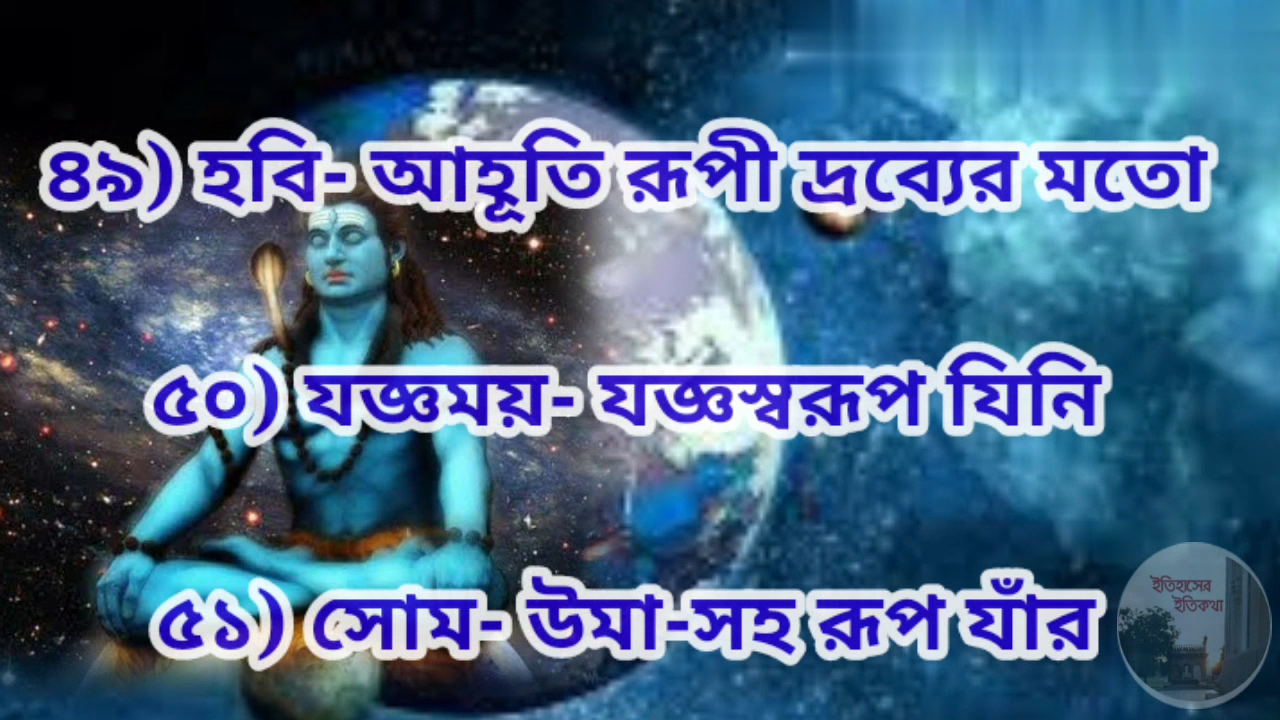 ৪৯) হবি- আহূতি রূপী দ্রব্যের মতো
৫০) যজ্ঞময়- যজ্ঞস্বরূপ যিনি
৫১) সোম- উমা-সহ রূপ যাঁর
ইতিহাসের
ইতিকথা